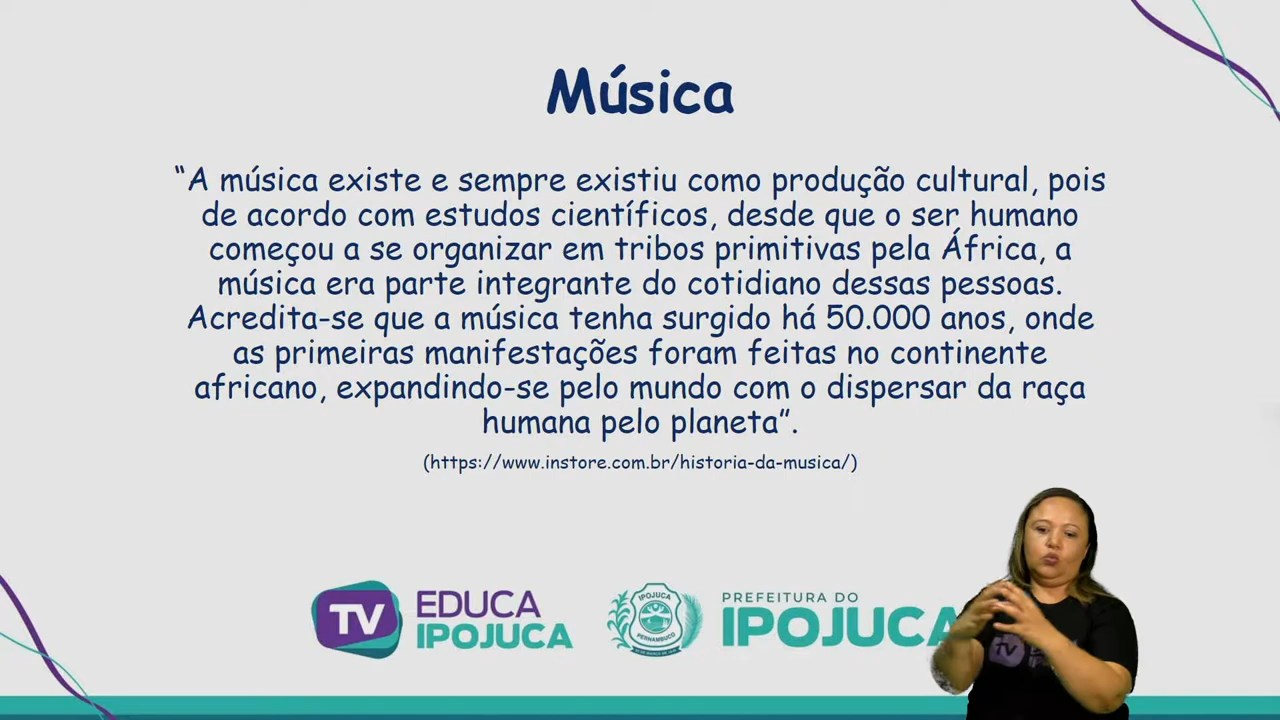 Música
“A música existe e sempre existiu como produção cultural, pois
de acordo com estudos científicos, desde que o ser humano
começou a se organizar em tribos primitivas pela África, a
música era parte integrante do cotidiano dessas pessoas.
Acredita-se que a música tenha surgido há 50.000 anos, onde
as primeiras manifestações foram feitas no continente
africano, expandindo-se pelo mundo com o dispersar da raça
humana pelo planeta”.
(https://www.instore.com.br/historia-da-musica/)
TV EDUCA
IPOJUCA
IPOJUCA
PERNAMBUCO
PREFEITURA DO
IPOJUCA
TV